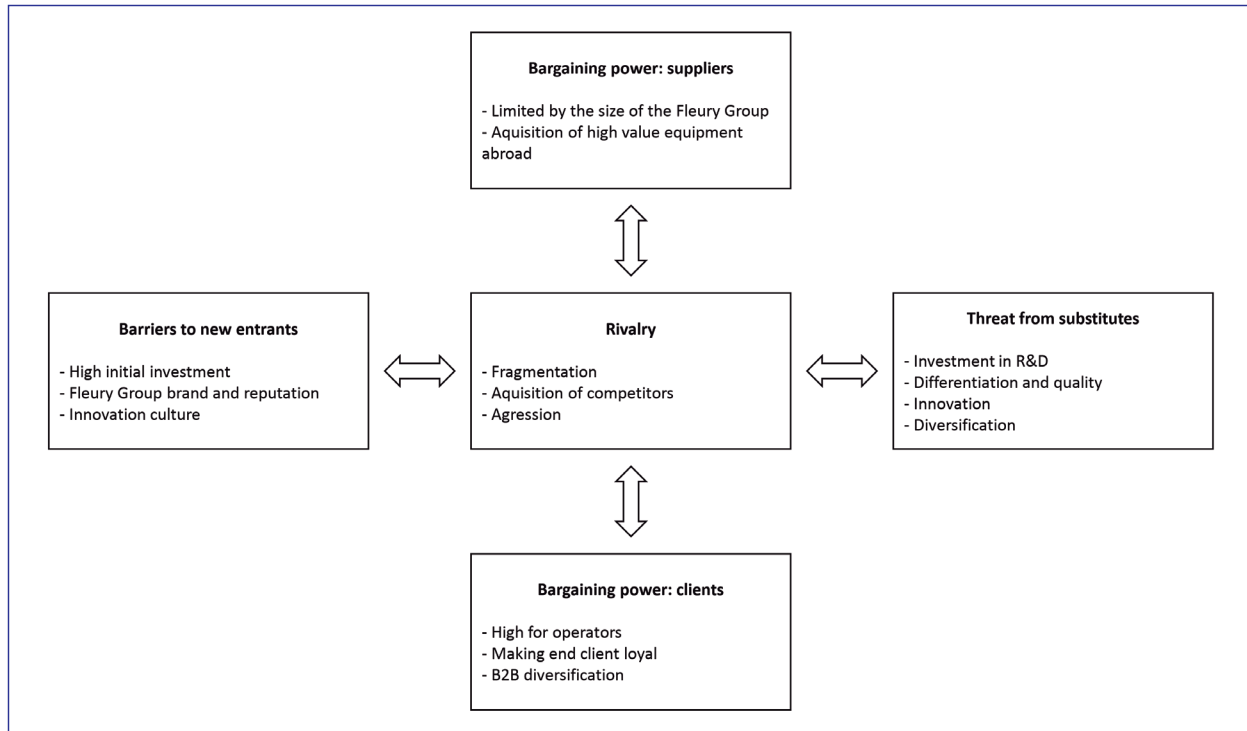 Bargaining power: suppliers
- Limited by the size of the Fleury Group
- Aquisition of high value equipment
abroad
Barriers to new entrants
- High initial investment
- Fleury Group brand and reputation
- Innovation culture
Rivalry
- Fragmentation
- Aquisition of competitors
- Agression
Threat from substitutes
- Investment in R&D
- Differentiation and quality
- Innovation
- Diversification
Bargaining power: clients
- High for operators
- Making end client loyal
- B2B diversification